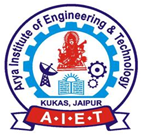 Arya Institute of Engineering & Technology
KUKAS, JAIPUR
A·I·E·T